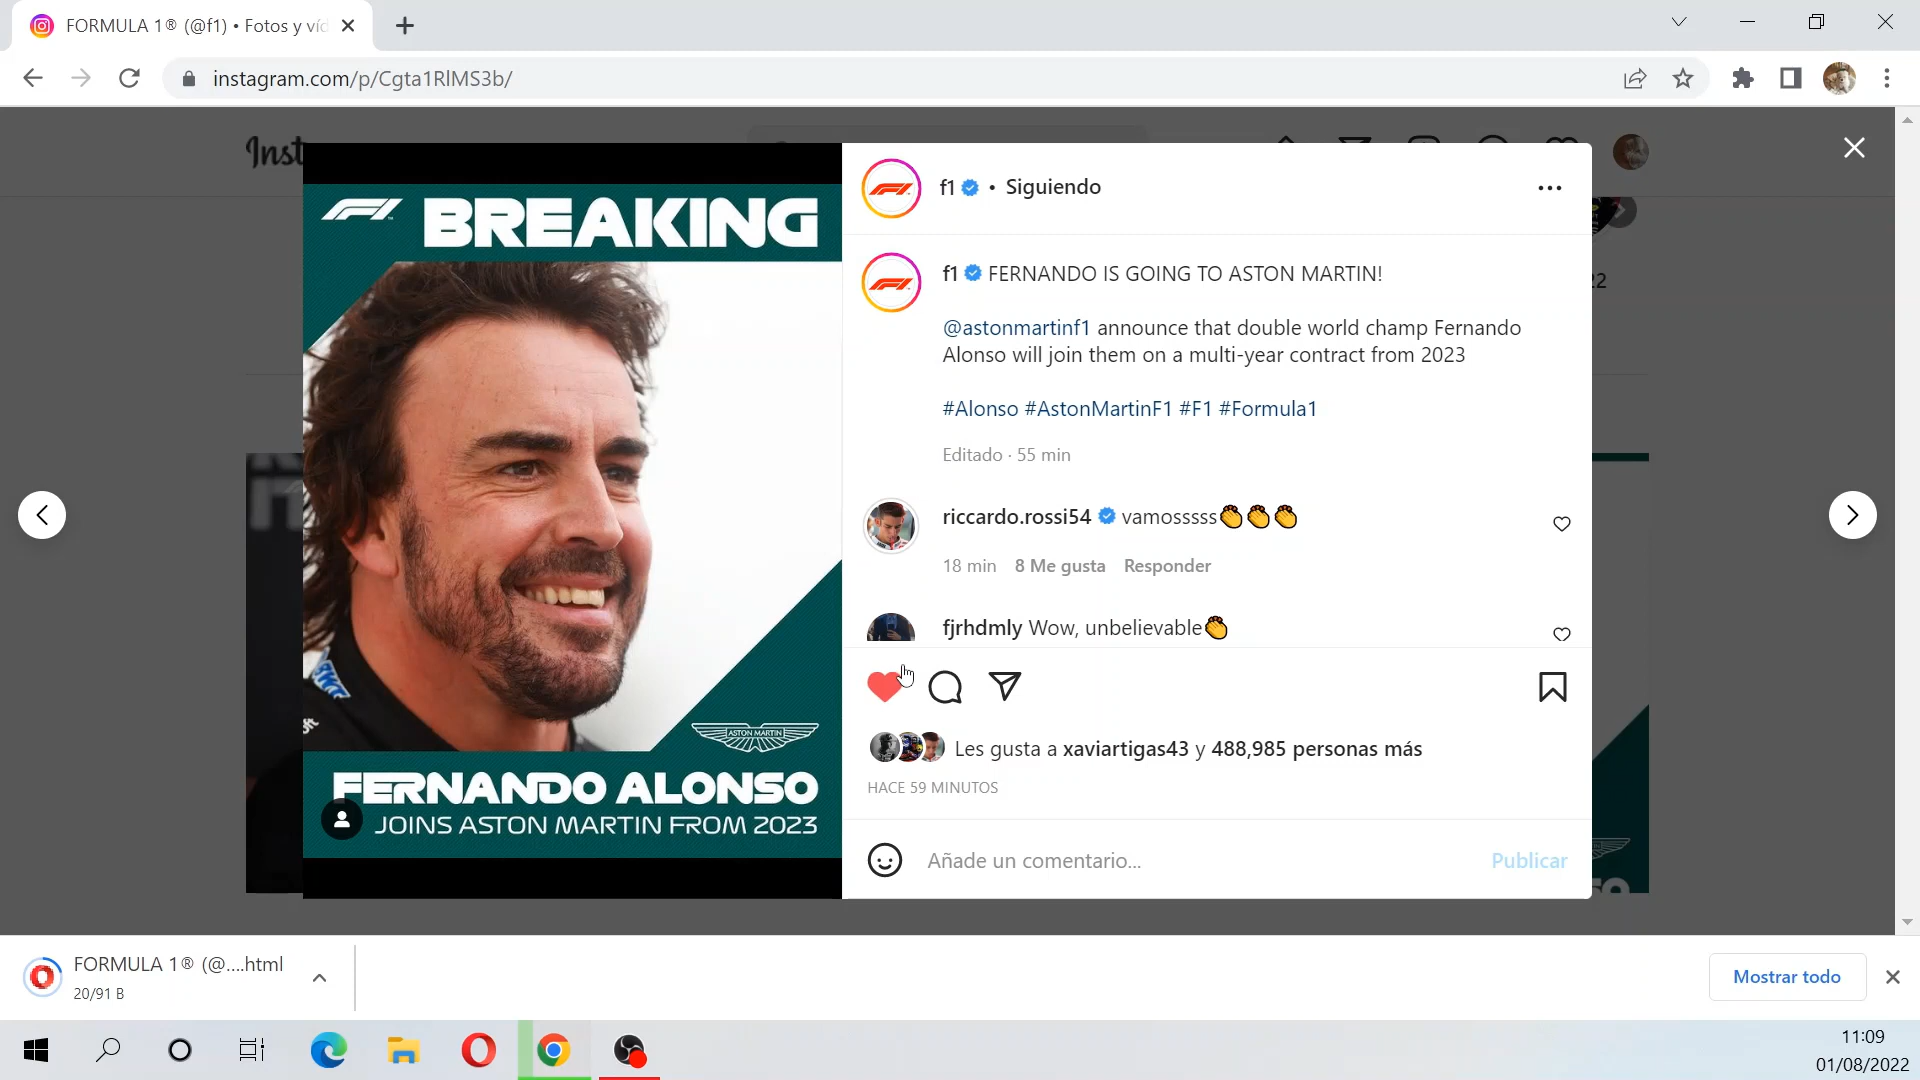 FORMULA 1® (@f1) • Fotos y víd
instagram.com/p/Cgta1RlMS3b/
Inst
BREAKING
ASTON MARTIN
FERNANDO ALONSO
JOINS ASTON MARTIN FROM 2023
f1 • Siguiendo
f1 FERNANDO IS GOING TO ASTON MARTIN!
@astonmartinf1 announce that double world champ Fernando
Alonso will join them on a multi-year contract from 2023
#Alonso #AstonMartinF1 #F1 #Formula1
Editado · 55 min
riccardo.rossi54 vamosssss👏👏👏
18 min 8 Me gusta Responder
fjrhdmly Wow, unbelievable👏
Les gusta a xaviartigas43 y 488,985 personas más
HACE 59 MINUTOS
Añade un comentario...
Publicar
FORMULA 1® (@....html
20/91 B
Mostrar todo
11:09
01/08/2022